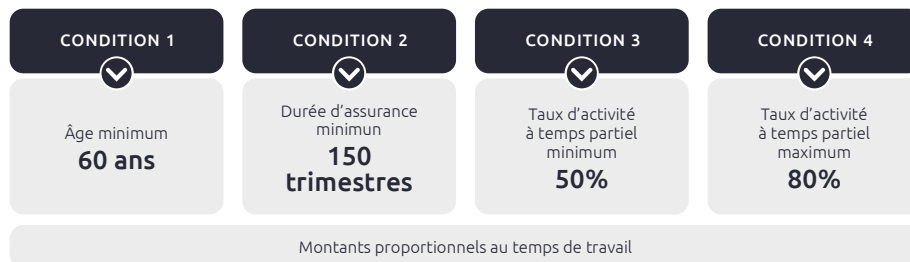 CONDITION 1
Âge minimum
60 ans
CONDITION 2
Durée d'assurance
minimun
150
trimestres
CONDITION 3
Taux d'activité
à temps partiel
minimum
50%
CONDITION 4
Taux d'activité
à temps partiel
maximum
80%
Montants proportionnels au temps de travail